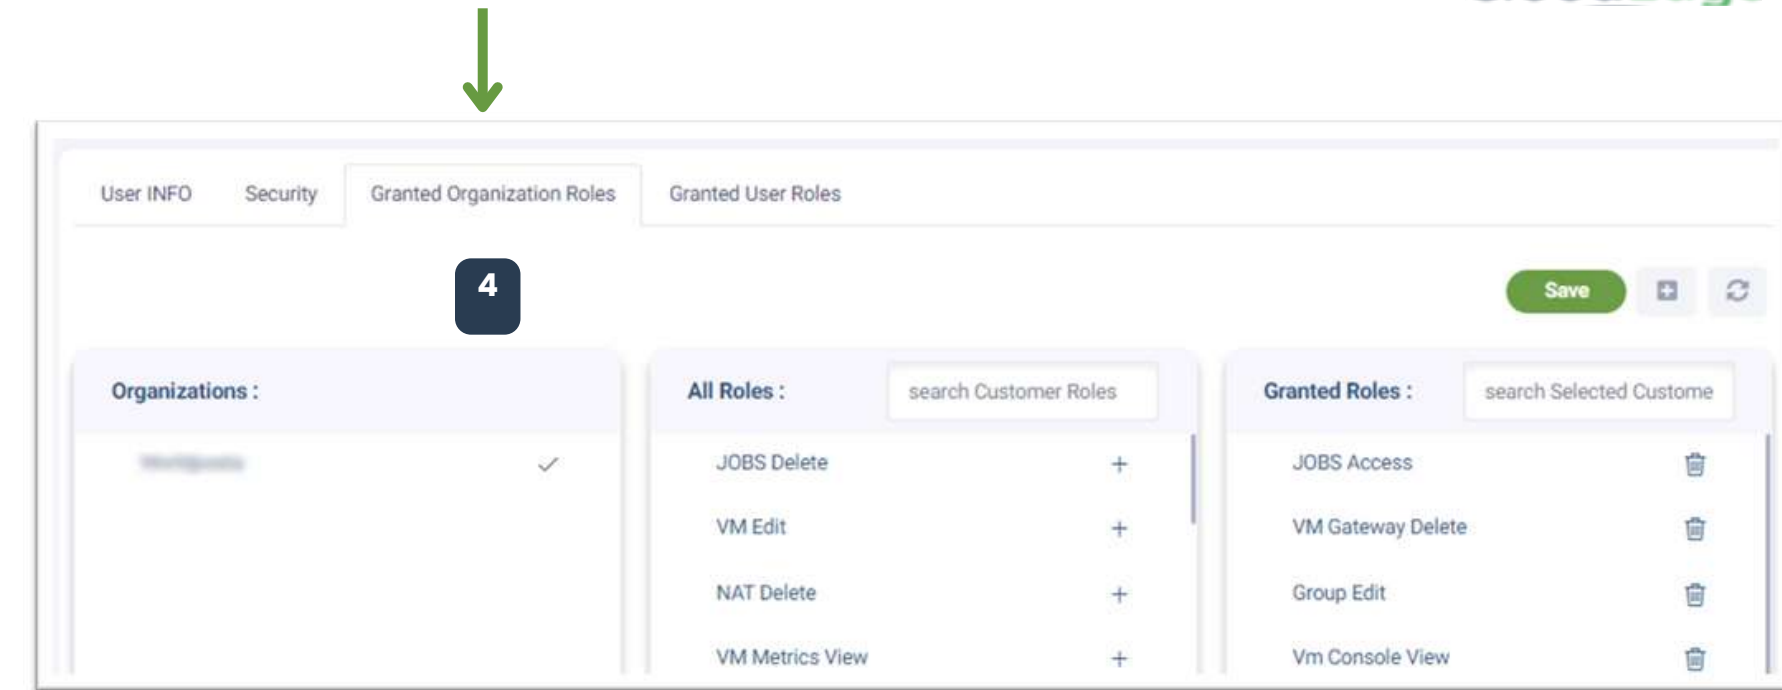 User INFO
Security
Granted Organization Roles
Granted User Roles
4
Save
Organizations :
All Roles :
search Customer Roles
Granted Roles :
search Selected Custome
JOBS Delete
JOBS Access
VM Edit
VM Gateway Delete
NAT Delete
Group Edit
VM Metrics View
Vm Console View